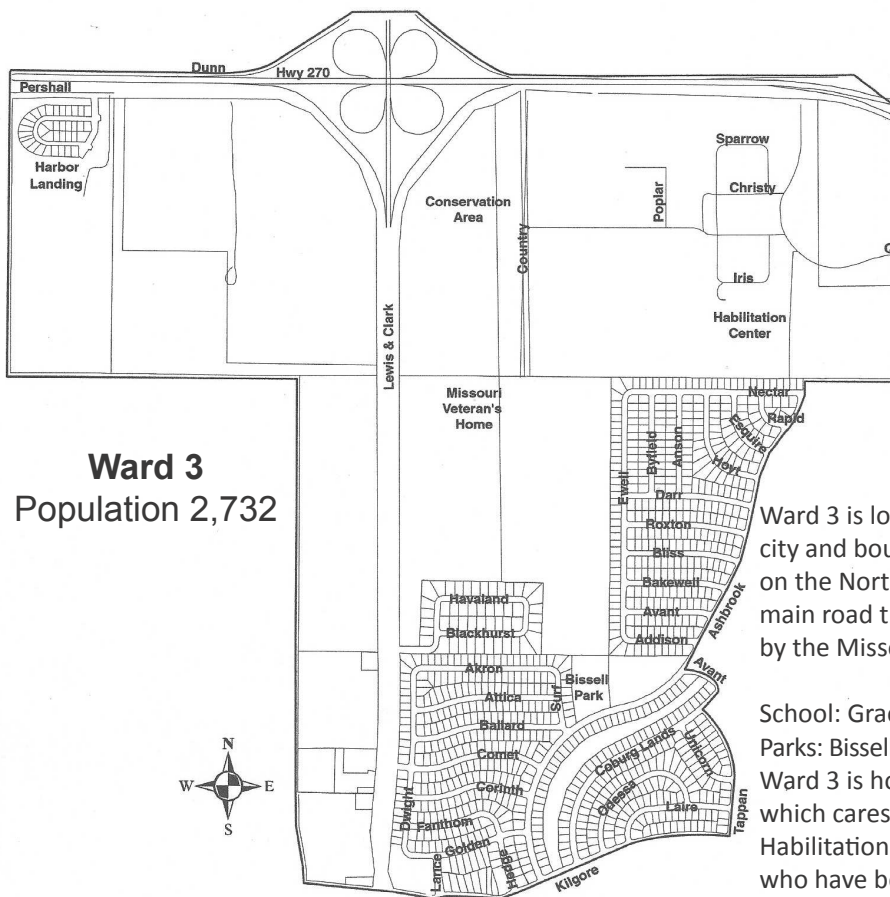 Dunn
Hwy 270
Pershall
Harbor
Landing
Sparrow
Christy
Poplar
Conservation
Area
Country
Iris
Habilitation
Center
Lewis & Clark
Missouri
Veteran's
Home
Nectar
Rapid
Esquire
Hoyt
Ewell
Byfield
Anson
Darr
Roxton
Bliss
Bakewell
Avant
Addison
Ashbrook
Ward 3
Population 2,732
Ward 3 is lo
city and bou
on the Nort
main road t
by the Misso
Havaland
Blackhurst
Akron
Attica
Surf
Bissell
Park
Avant
Ballard
Comet
Corinth
Dwight
Fanthom
Golden
Lance
Hedge
Kilgore
Coburg Lands
Unicorn
Odessa
Laire
Tappan
School: Grac
Parks: Bissel
Ward 3 is ho
which cares
Habilitation
who have be
N
W
E
S